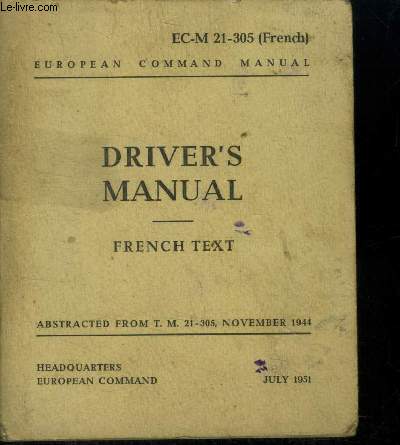 le-livre.com
EC-M 21-305 (French)
EUROPEAN COMMAND MANUAL
DRIVER'S
MANUAL
FRENCH TEXT
ABSTRACTED FROM T. M. 21-305, NOVEMBER 1944
HEADQUARTERS
EUROPEAN COMMAND
JULY 1951